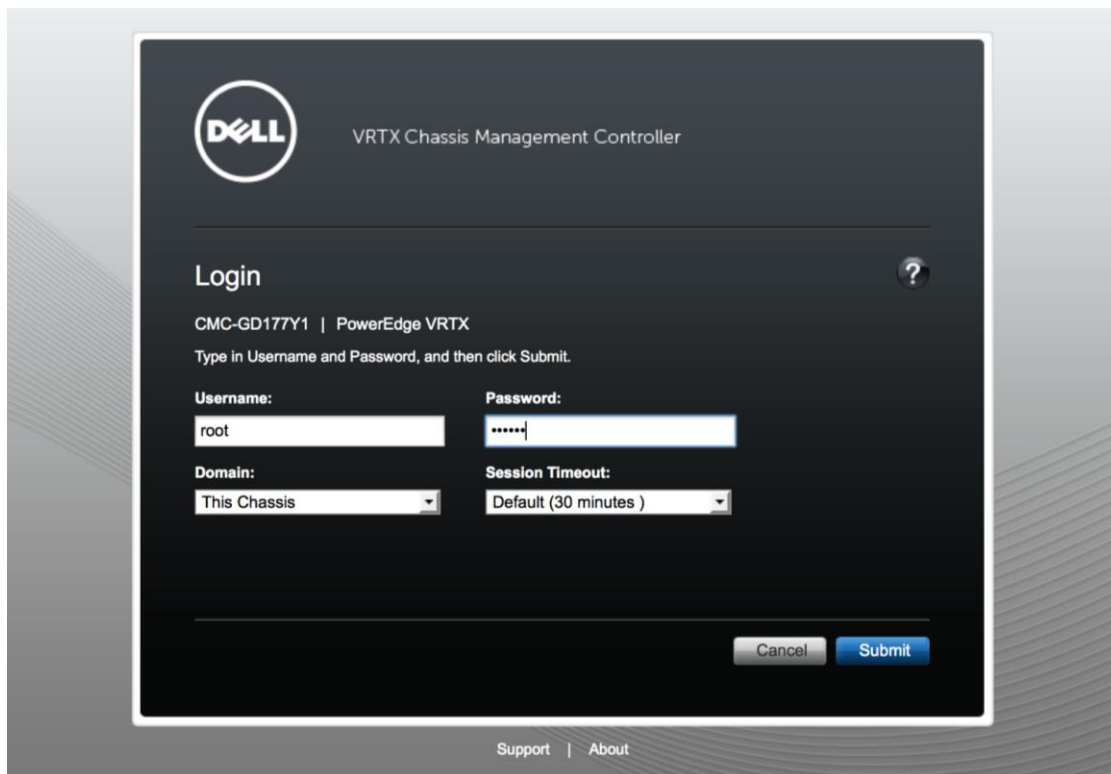 DELL
VRTX Chassis Management Controller
Login
?
CMC-GD177Y1 | PowerEdge VRTX
Type in Username and Password, and then click Submit.
Username: Password:
root ••••••
Domain: Session Timeout:
This Chassis Default (30 minutes )
Cancel Submit
Support | About